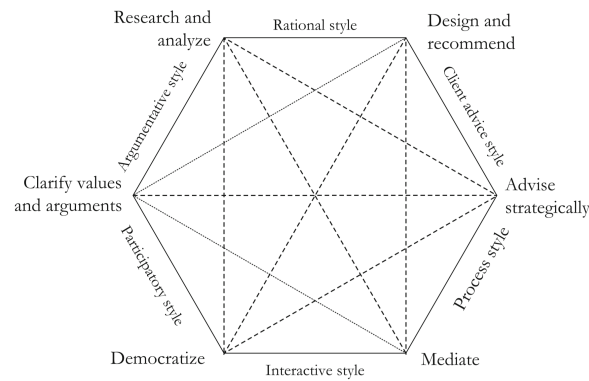 Research and
analyze
Rational style
Design and
recommend
Argumentative style
Client advice style
Clarify values
and arguments
Advise
strategically
Participatory style
Process style
Democratize
Interactive style
Mediate